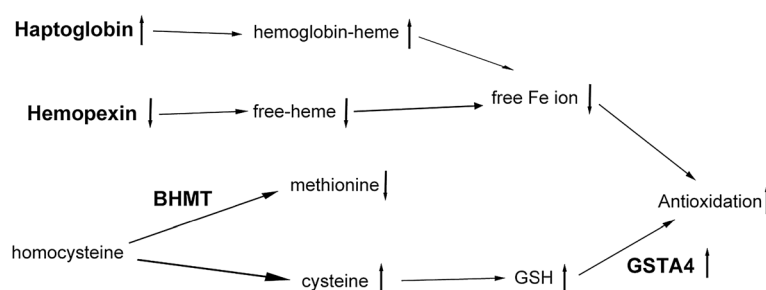 Haptoglobin
hemoglobin-heme
Hemopexin
free-heme
free Fe ion
BHMT
methionine
homocysteine
cysteine
GSH
GSTA4
Antioxidation